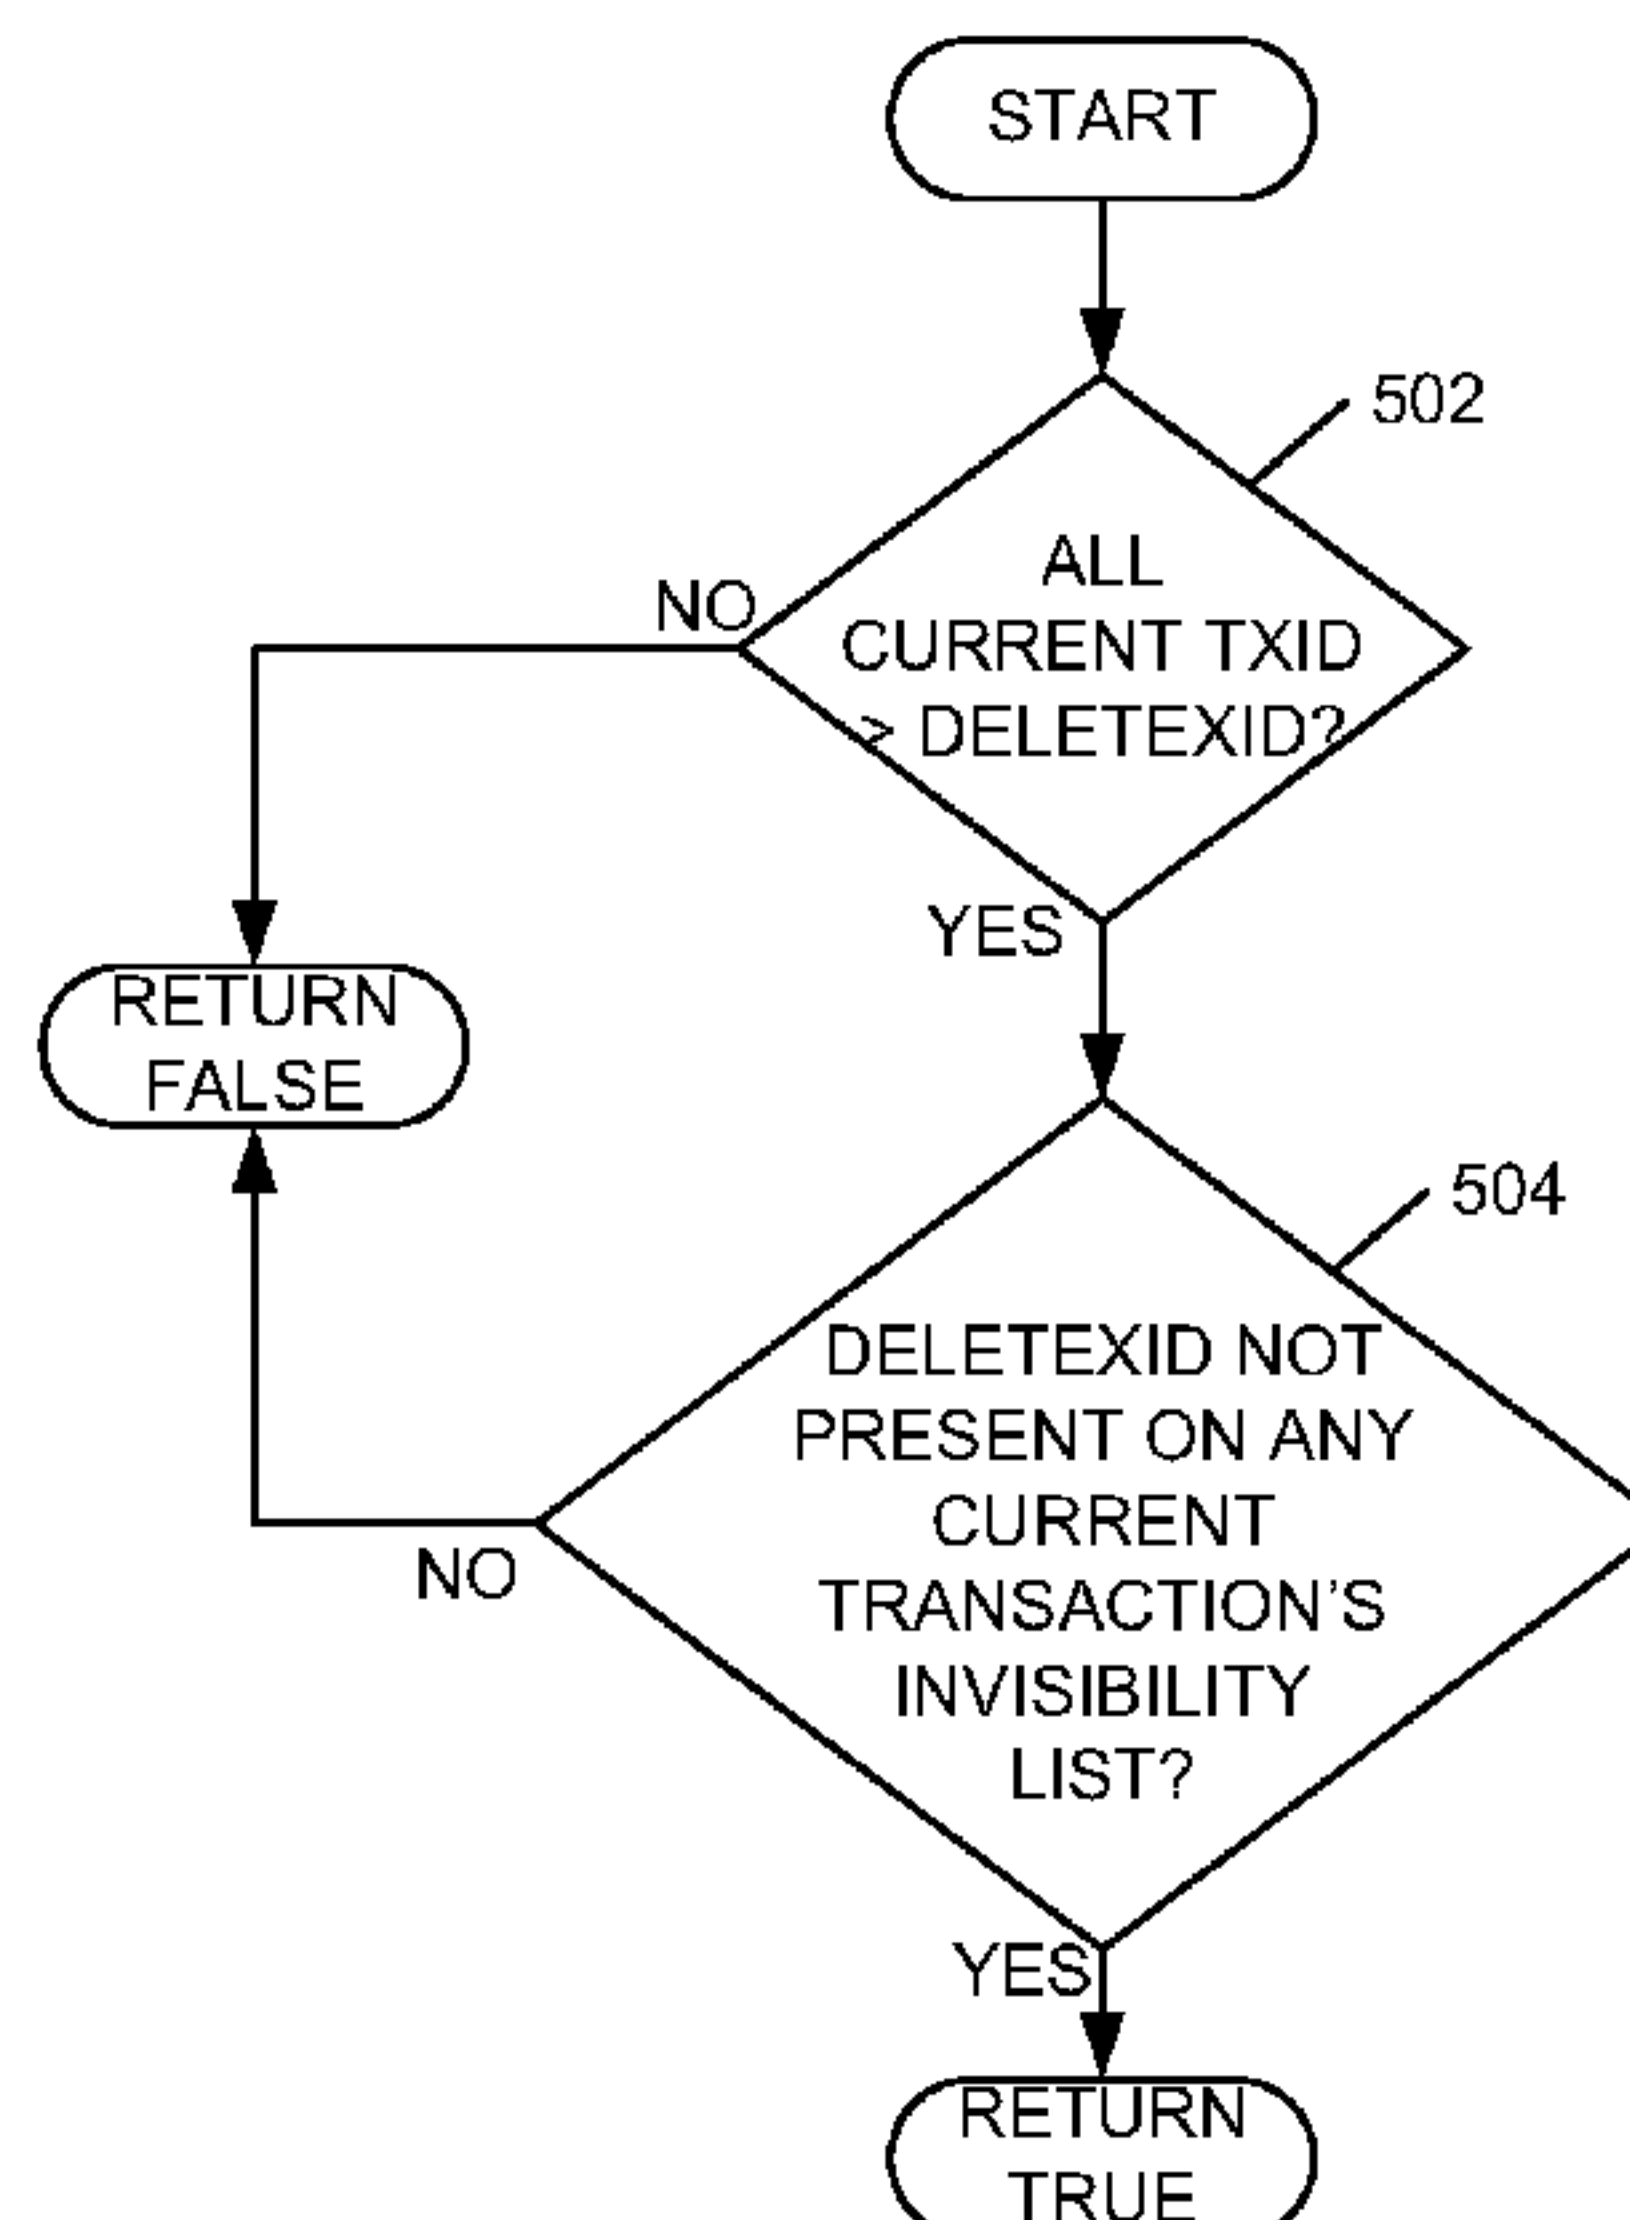 START
502
ALL
CURRENT TXID
> DELETEXID?
NO
YES
RETURN
FALSE
504
DELETEXID NOT
PRESENT ON ANY
CURRENT
TRANSACTION'S
INVISIBILITY
LIST?
NO
YES
RETURN
TRUE